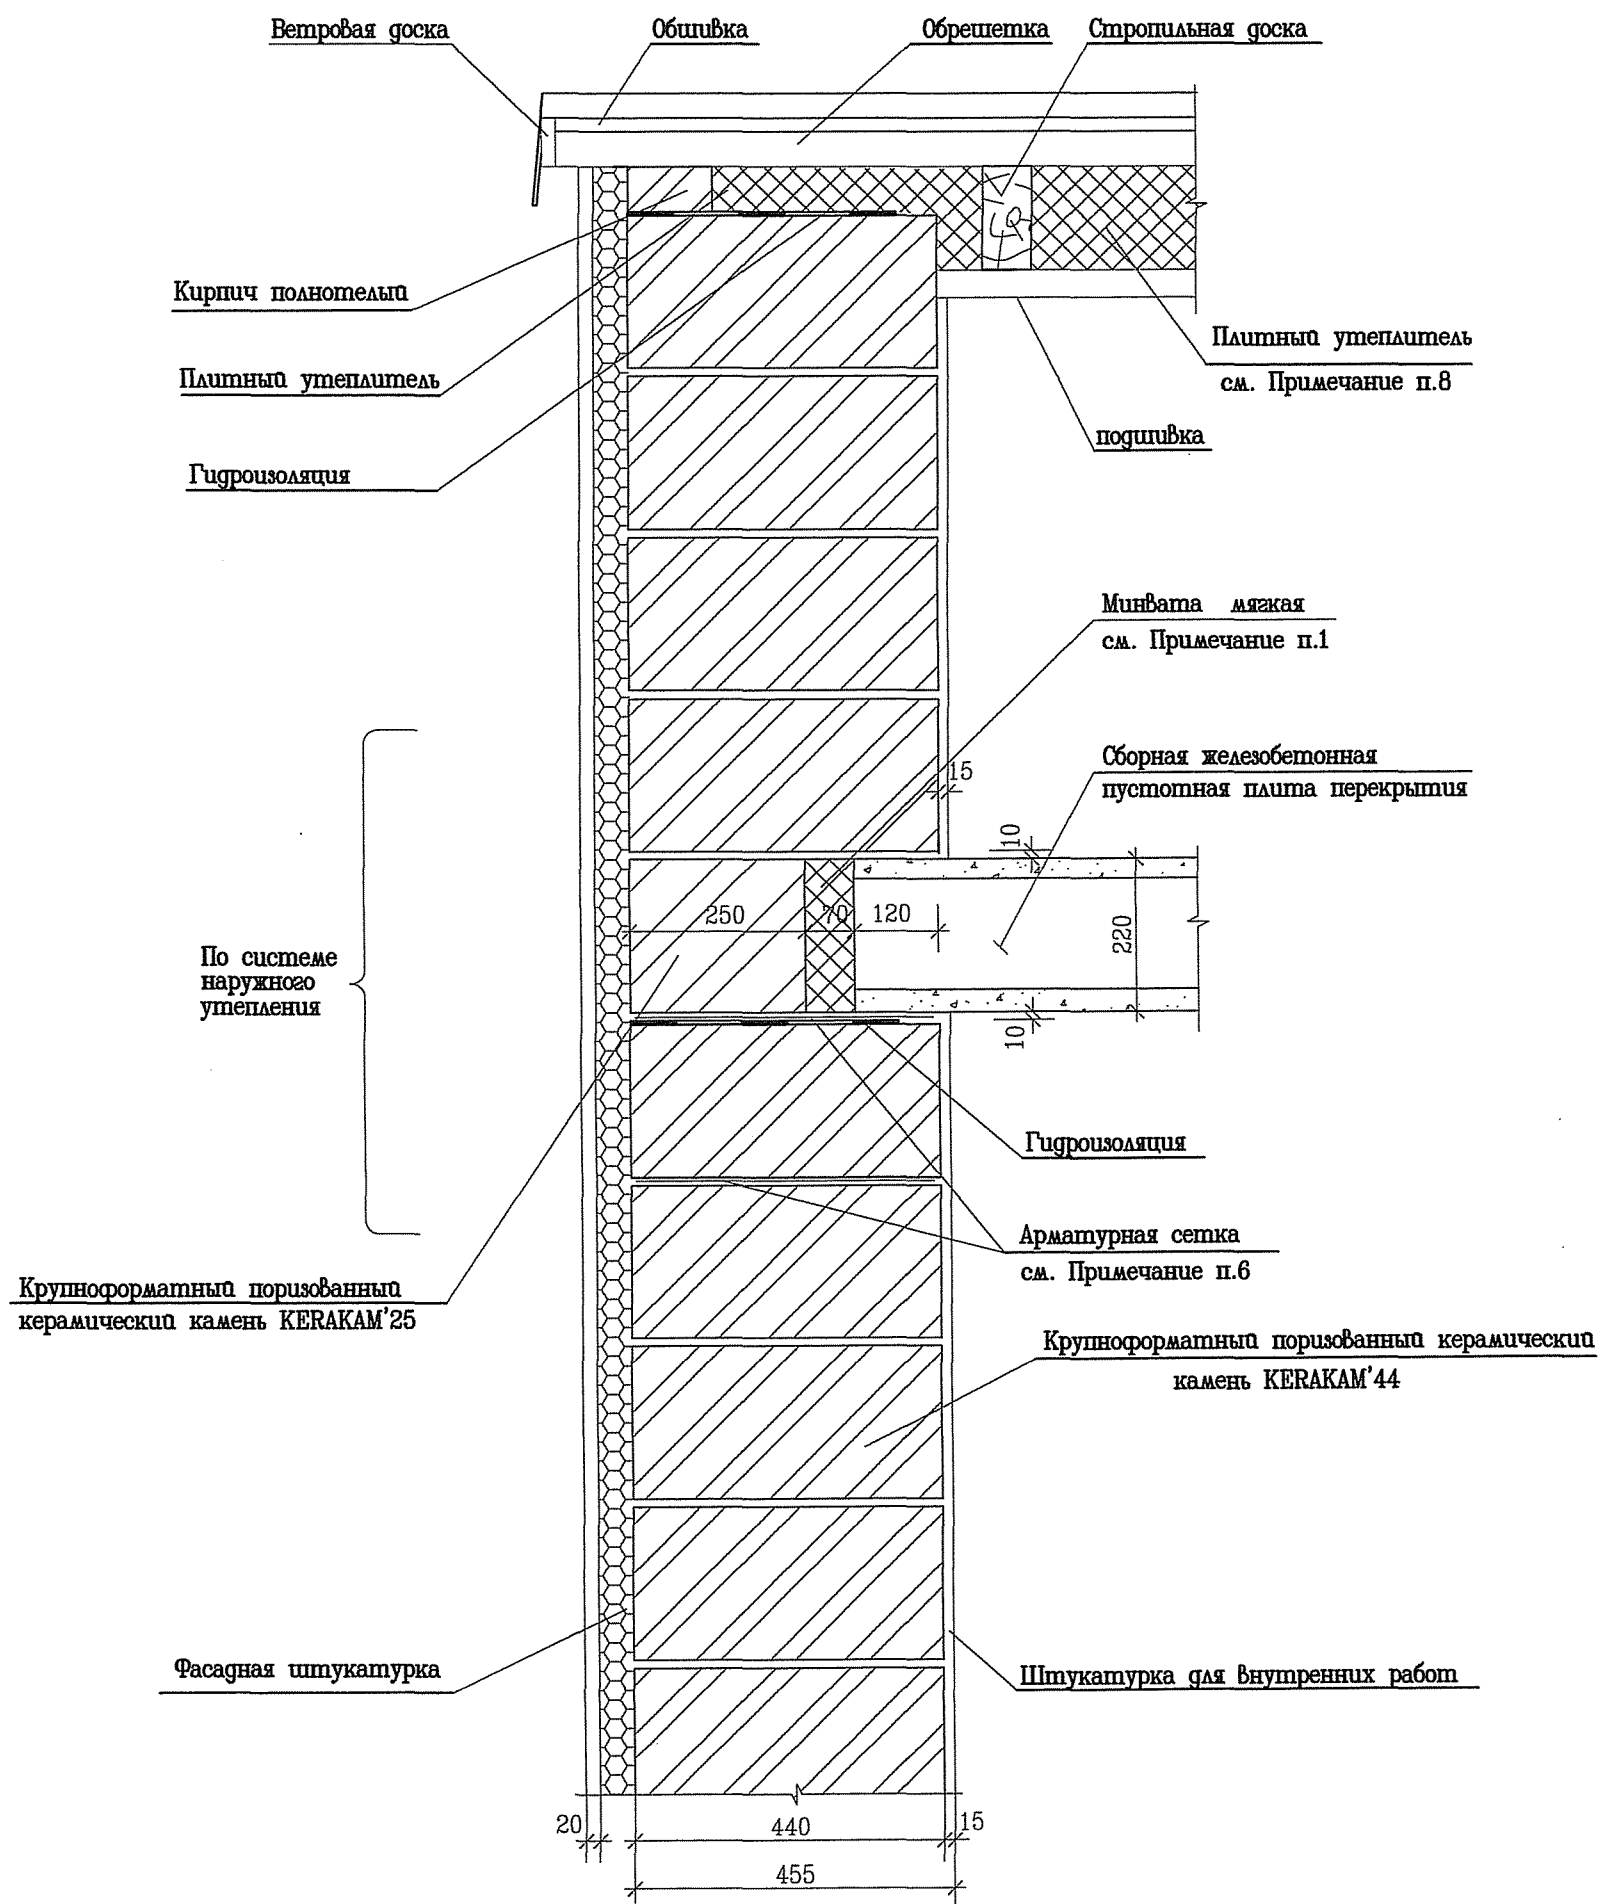 Ветровая доска
Обшивка
Обрешетка
Стропильная доска
Кирпич полнотелый
Плитный утеплитель
см. Примечание п.8
Плитный утеплитель
подшивка
Гидроизоляция
Минвата мягкая
см. Примечание п.1
15
Сборная железобетонная
пустотная плита перекрытия
10
250
70
120
220
По системе
наружного
утепления
10
Гидроизоляция
Арматурная сетка
см. Примечание п.6
Крупноформатный поризованный
керамический камень KERAKAM'25
Крупноформатный поризованный керамический
камень KERAKAM'44
Фасадная штукатурка
Штукатурка для внутренних работ
20
440
15
455